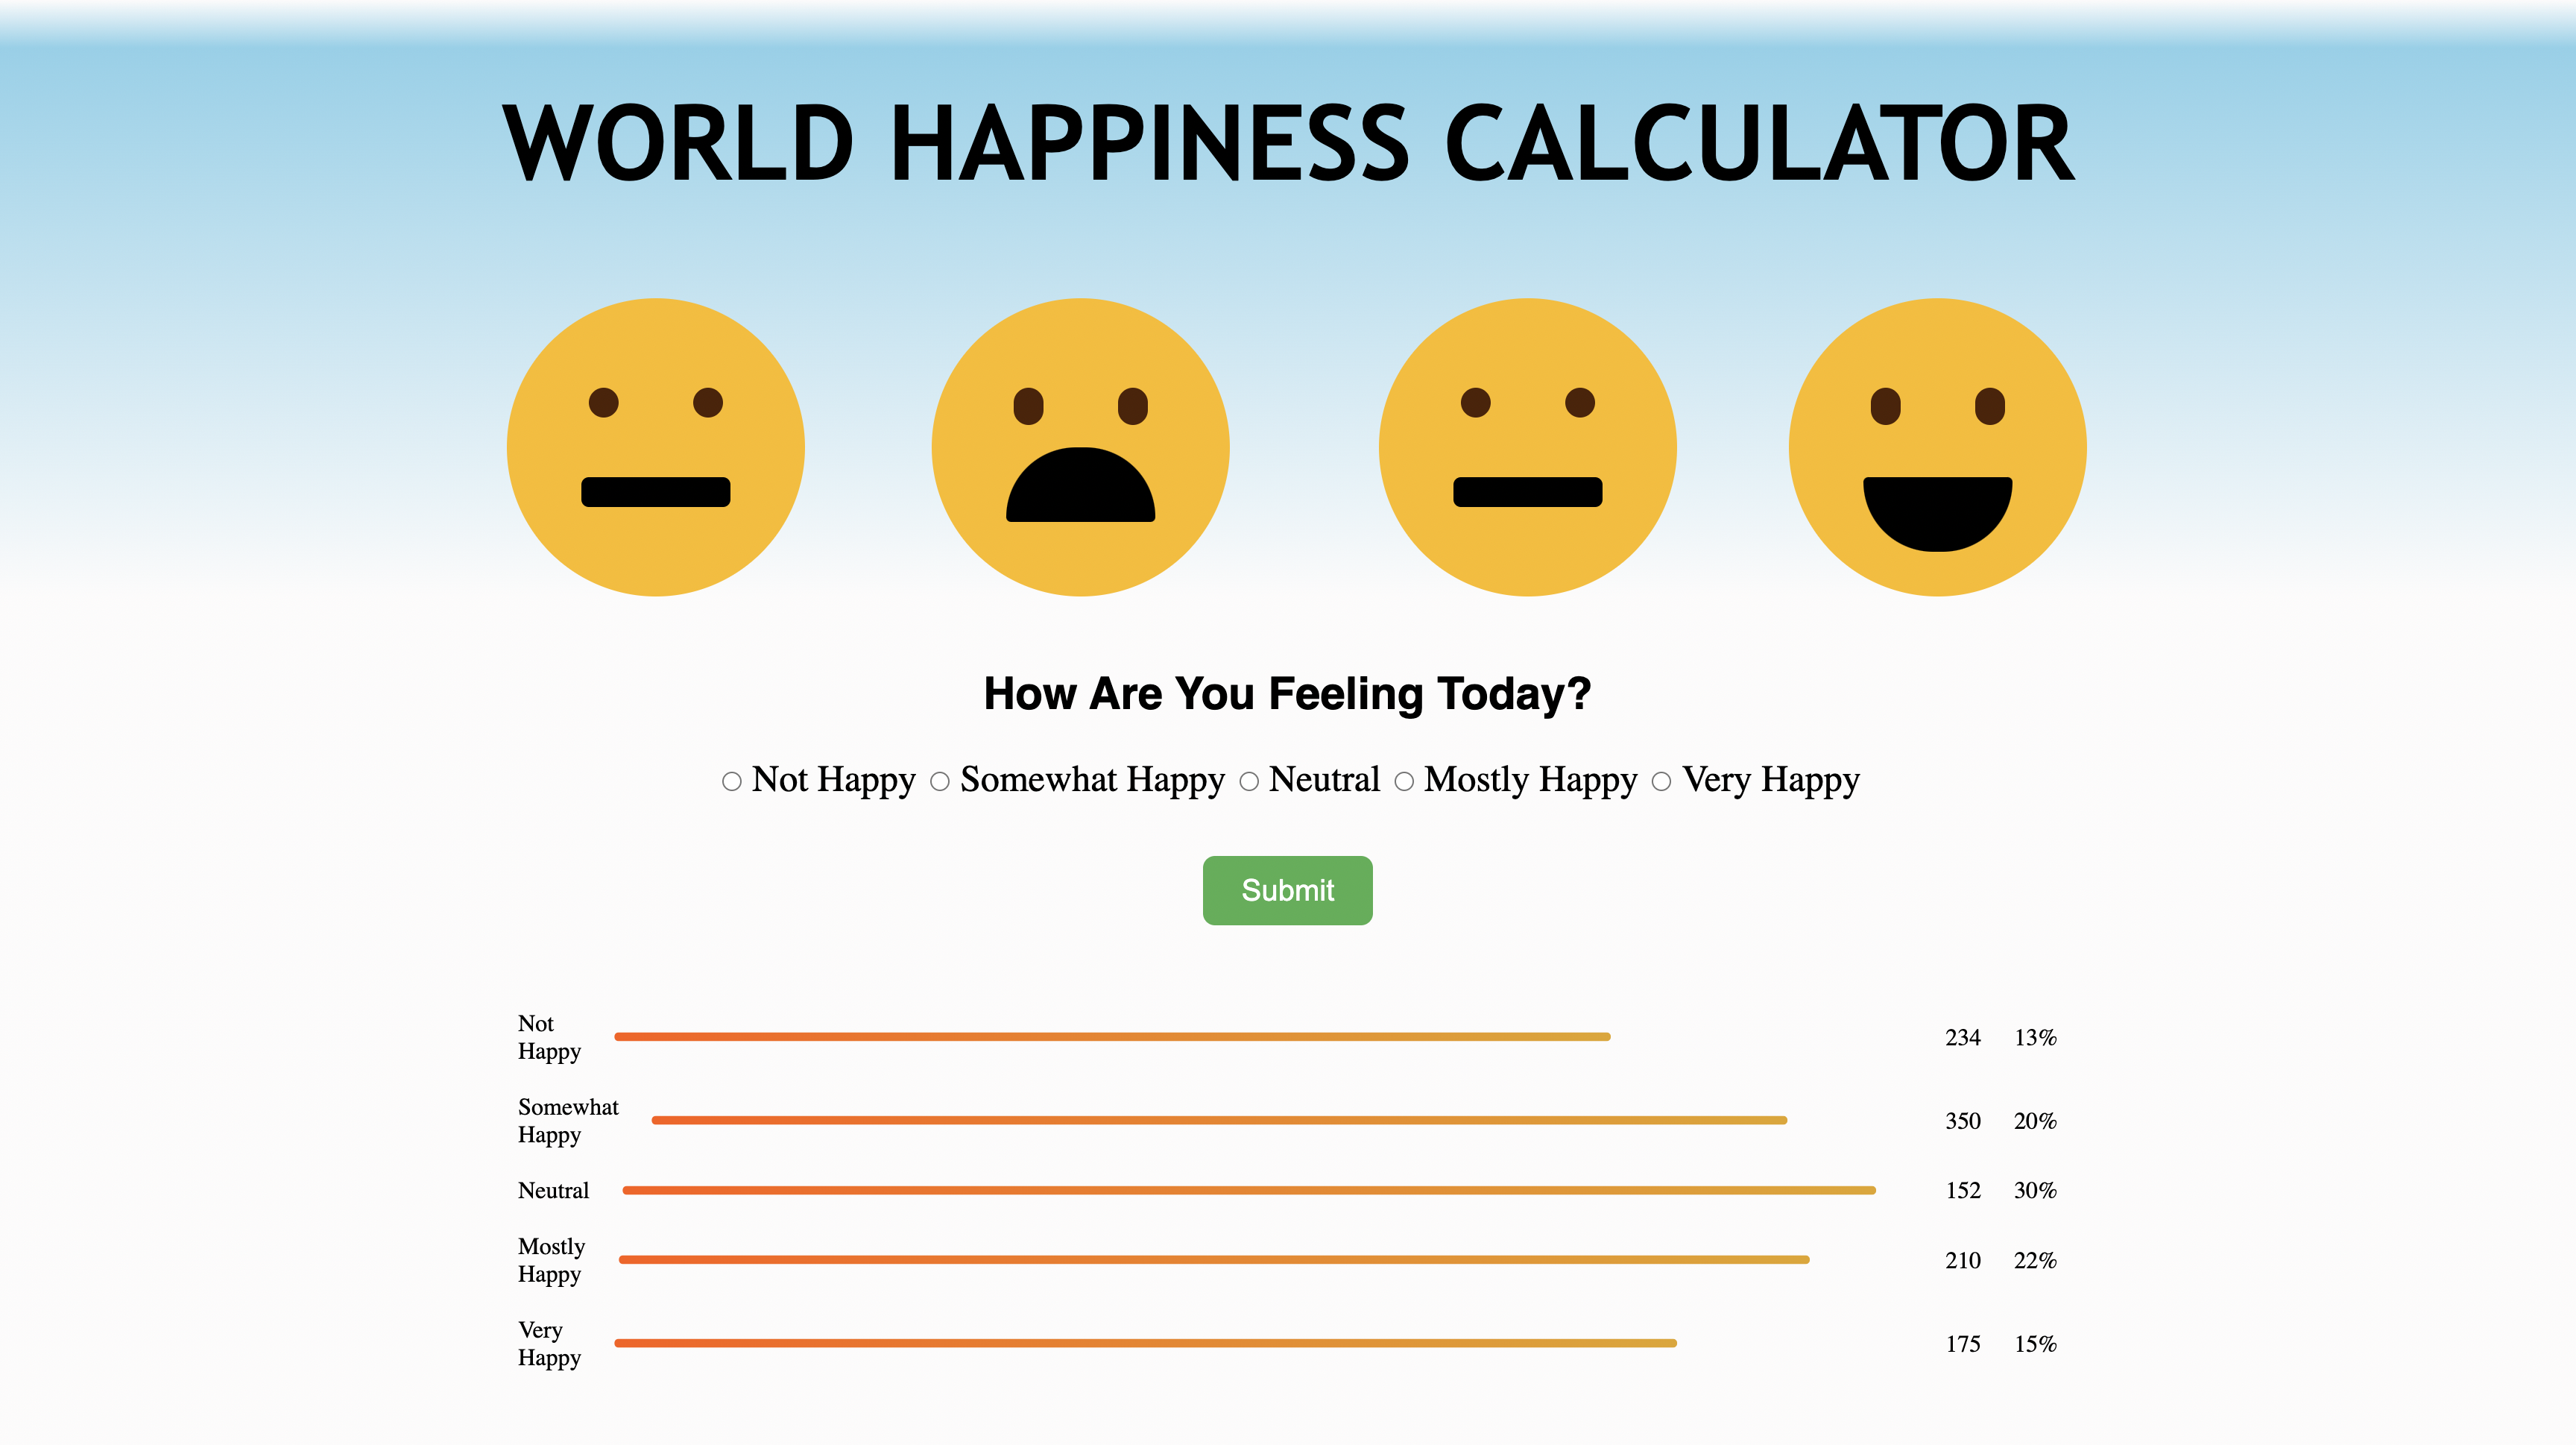 WORLD HAPPINESS CALCULATOR
How Are You Feeling Today?
Not Happy Somewhat Happy Neutral Mostly Happy Very Happy
Submit
Not
Happy
234 13%
Somewhat
Happy
350 20%
Neutral 152 30%
Mostly
Happy
210 22%
Very
Happy
175 15%